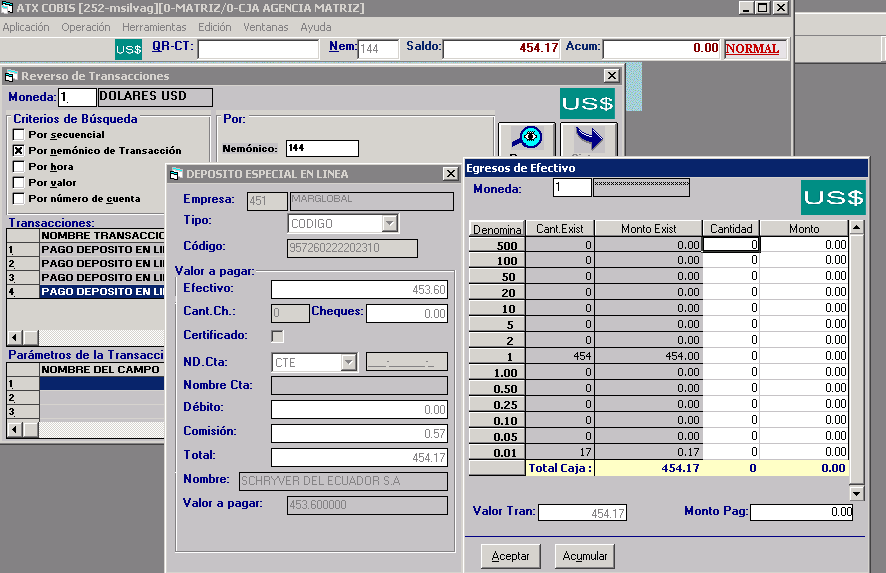 ATX COBIS [252-msilvag][0-MATRIZ/0-CJA AGENCIA MATRIZ]
Aplicación Operación Herramientas Edición Ventanas Ayuda
US$ QR-CT: Nem: 144 Saldo: 454.17 Acum: 0.00 NORMAL
Reverso de Transacciones
Moneda: 1 DOLARES USD US$
Criterios de Búsqueda
Por secuencial
Por nemónico de Transacción
Por hora
Por valor
Por número de cuenta
Por:
Nemónico: 144
Transacciones:
NOMBRE TRANSACCIO
1 PAGO DEPOSITO EN LI
2 PAGO DEPOSITO EN LI
3 PAGO DEPOSITO EN LI
4 PAGO DEPOSITO EN LI
Parámetros de la Transacci
NOMBRE DEL CAMPO
1
2
3
DEPOSITO ESPECIAL EN LINEA
Empresa: 451 MARGLOBAL
Tipo: CODIGO
Código: 957260222202310
Valor a pagar:
Efectivo: 453.60
Cant.Ch.: 0 Cheques: 0.00
Certificado:
ND.Cta: CTE ___-______-_
Nombre Cta:
Débito: 0.00
Comisión: 0.57
Total: 454.17
Nombre: SCHRYVER DEL ECUADOR S.A
Valor a pagar: 453.600000
Egresos de Efectivo
Moneda: 1 US$
Denomina Cant.Exist Monto Exist Cantidad Monto
500 0 0.00 0 0.00
100 0 0.00 0 0.00
50 0 0.00 0 0.00
20 0 0.00 0 0.00
10 0 0.00 0 0.00
5 0 0.00 0 0.00
2 0 0.00 0 0.00
1 454 454.00 0 0.00
1.00 0 0.00 0 0.00
0.50 0 0.00 0 0.00
0.25 0 0.00 0 0.00
0.10 0 0.00 0 0.00
0.05 0 0.00 0 0.00
0.01 17 0.17 0 0.00
Total Caja : 454.17 0 0.00
Valor Tran: 454.17 Monto Pag: 0.00
Aceptar Acumular